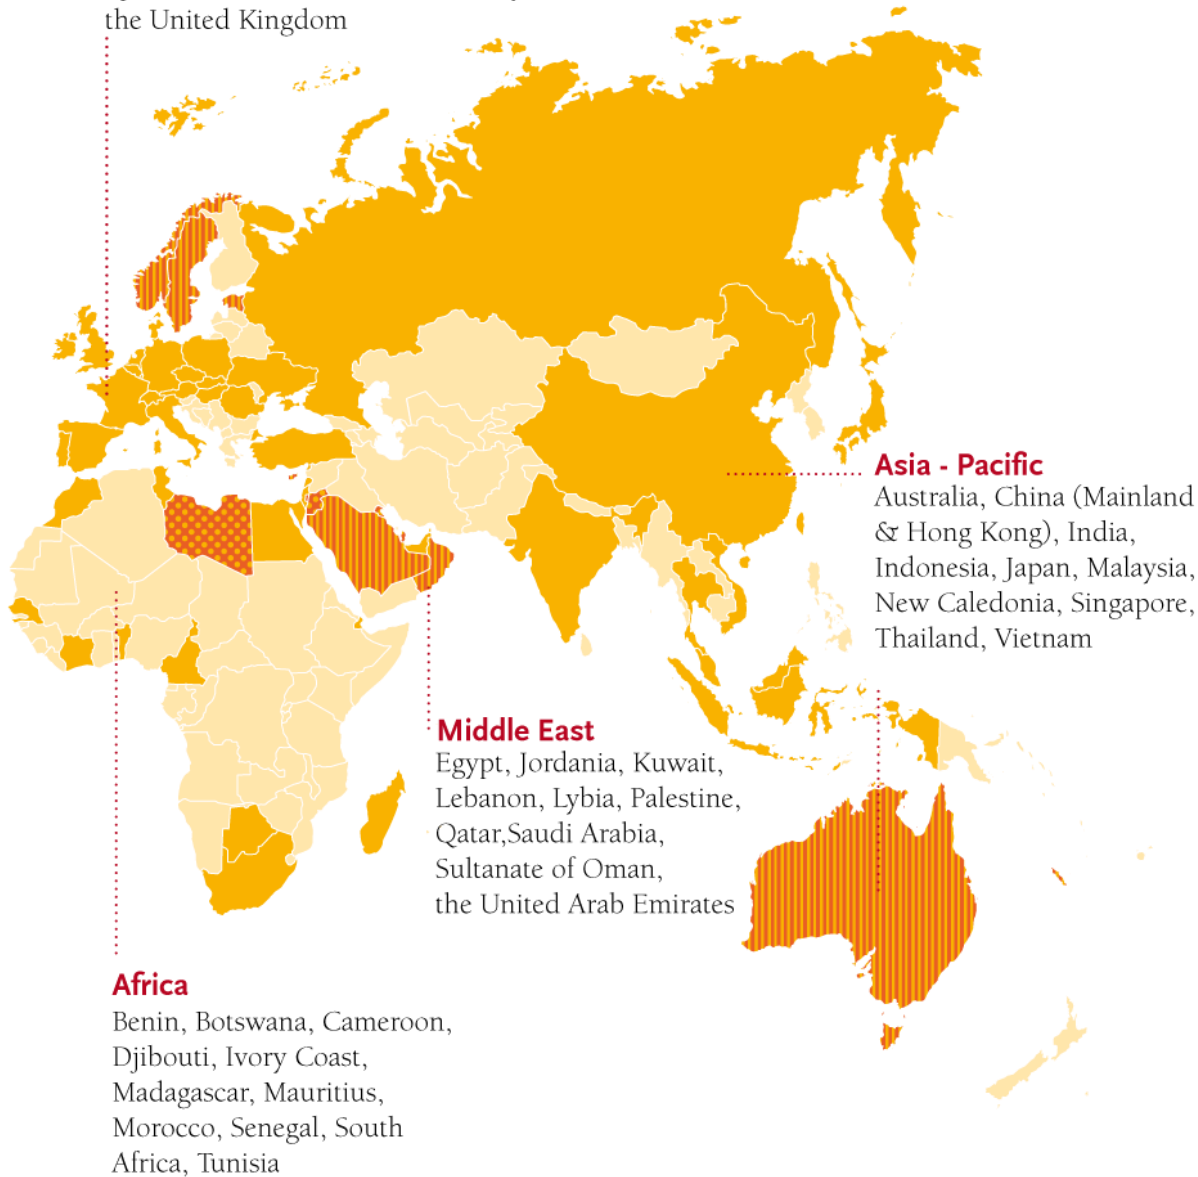 the United Kingdom
Asia - Pacific
Australia, China (Mainland
& Hong Kong), India,
Indonesia, Japan, Malaysia,
New Caledonia, Singapore,
Thailand, Vietnam
Middle East
Egypt, Jordania, Kuwait,
Lebanon, Lybia, Palestine,
Qatar,Saudi Arabia,
Sultanate of Oman,
the United Arab Emirates
Africa
Benin, Botswana, Cameroon,
Djibouti, Ivory Coast,
Madagascar, Mauritius,
Morocco, Senegal, South
Africa, Tunisia